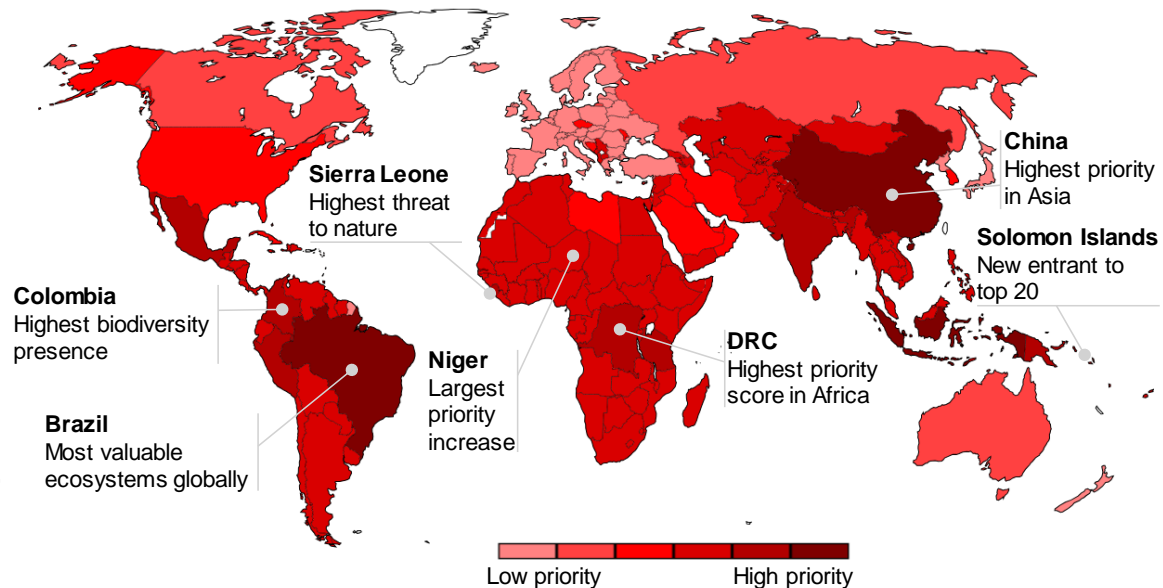 China
Highest priority
in Asia
Sierra Leone
Highest threat
to nature
Solomon Islands
New entrant to
top 20
Colombia
Highest biodiversity
presence
Niger
Largest
priority
increase
DRC
Highest priority
score in Africa
Brazil
Most valuable
ecosystems globally
Low priority
High priority